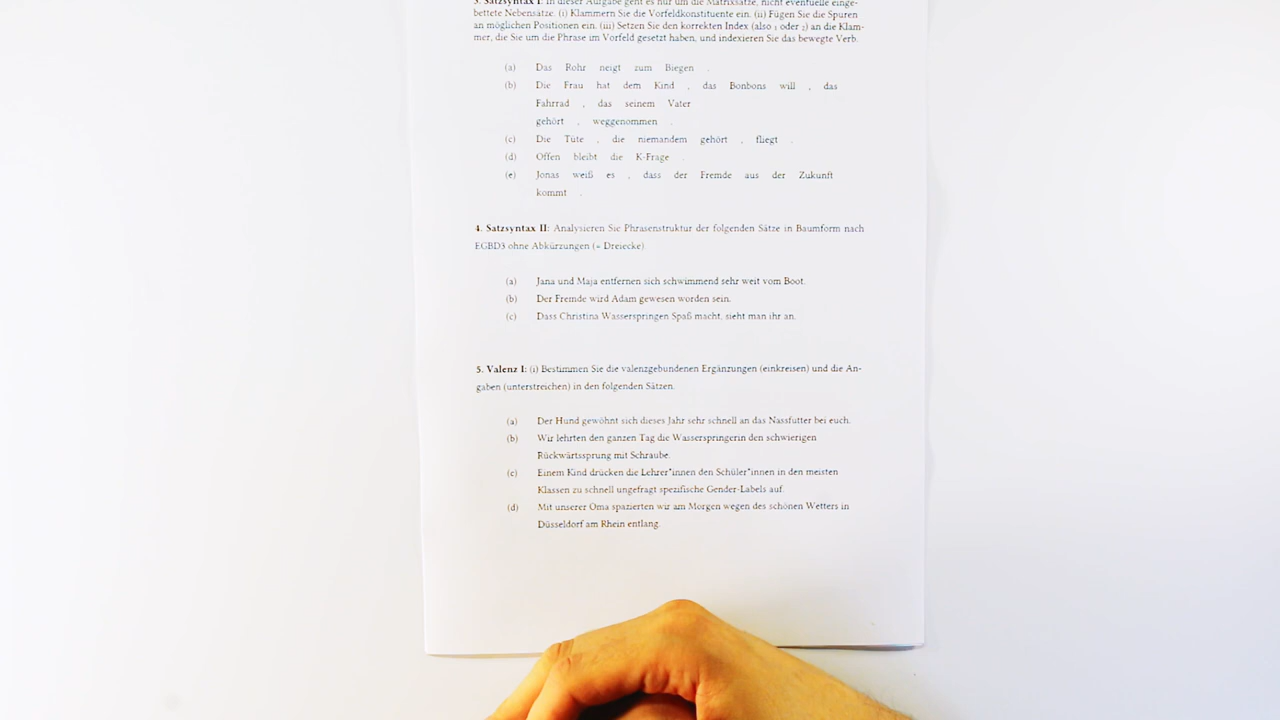 3. Satzsyntax I: In dieser Aufgabe geht es nur um die Matrixsätze, nicht eventuelle einge-
bettete Nebensätze. (i) Klammern Sie die Vorfeldkonstituente ein. (ii) Fügen Sie die Spuren
an möglichen Positionen ein. (iii) Setzen Sie den korrekten Index (also 1 oder 2) an die Klam-
mer, die Sie um die Phrase im Vorfeld gesetzt haben, und indexieren Sie das bewegte Verb.
(a) Das Rohr neigt zum Biegen .
(b) Die Frau hat dem Kind , das Bonbons will , das
Fahrrad , das seinem Vater
gehört , weggenommen .
(c) Die Tüte , die niemandem gehört , fliegt .
(d) Offen bleibt die K-Frage .
(e) Jonas weiß es , dass der Fremde aus der Zukunft
kommt .
4. Satzsyntax II: Analysieren Sie Phrasenstruktur der folgenden Sätze in Baumform nach
EGBD3 ohne Abkürzungen (= Dreiecke).
(a) Jana und Maja entfernen sich schwimmend sehr weit vom Boot.
(b) Der Fremde wird Adam gewesen worden sein.
(c) Dass Christina Wasserspringen Spaß macht, sieht man ihr an.
5. Valenz I: (i) Bestimmen Sie die valenzgebundenen Ergänzungen (einkreisen) und die An-
gaben (unterstreichen) in den folgenden Sätzen.
(a) Der Hund gewöhnt sich dieses Jahr sehr schnell an das Nassfutter bei euch.
(b) Wir lehrten den ganzen Tag die Wasserspringerin den schwierigen
Rückwärtssprung mit Schraube.
(c) Einem Kind drücken die Lehrer*innen den Schüler*innen in den meisten
Klassen zu schnell ungefragt spezifische Gender-Labels auf.
(d) Mit unserer Oma spazierten wir am Morgen wegen des schönen Wetters in
Düsseldorf am Rhein entlang.